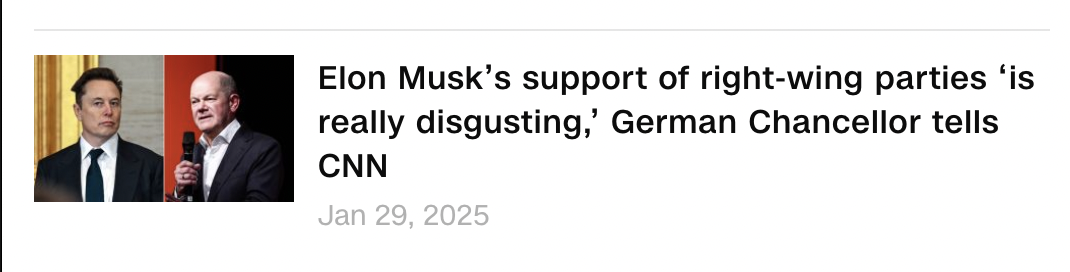 Elon Musk’s support of right-wing parties ‘is
really disgusting,’ German Chancellor tells
CNN
Jan 29, 2025